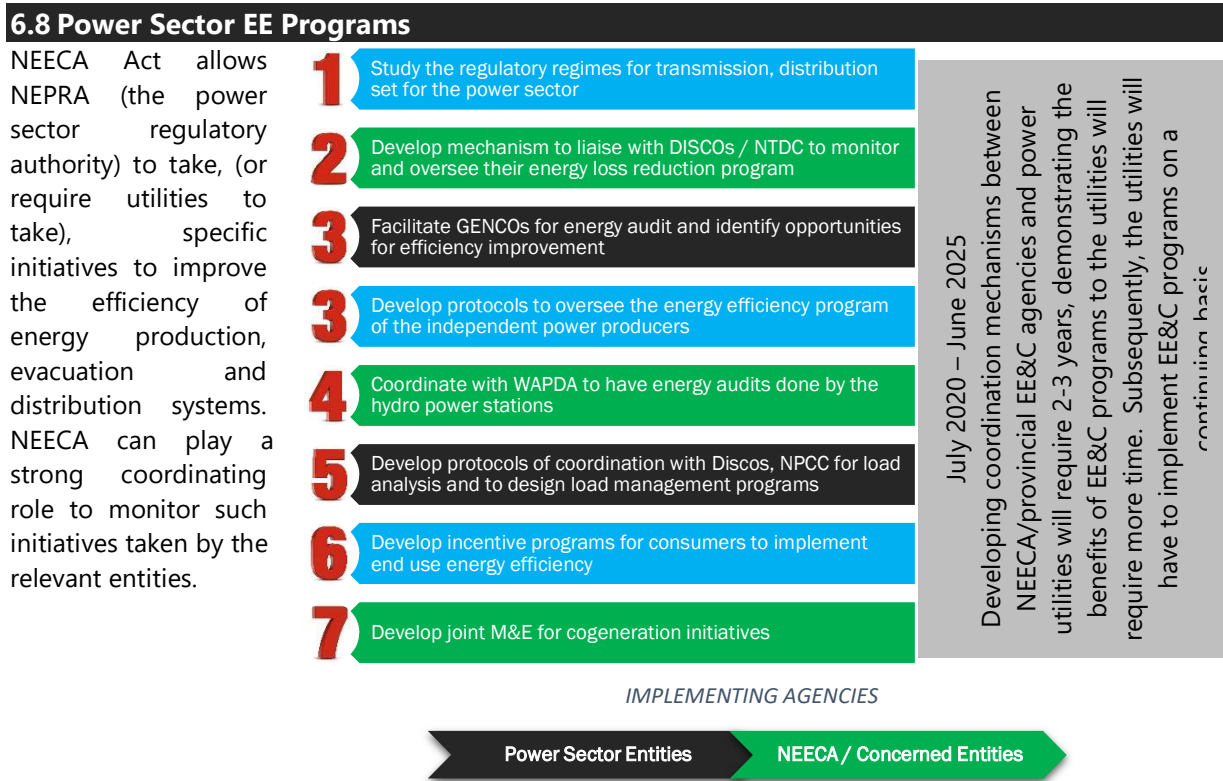 6.8 Power Sector EE Programs
NEECA Act allows
NEPRA (the power
sector regulatory
authority) to take, (or
require utilities to
take), specific
initiatives to improve
the efficiency of
energy production,
evacuation and
distribution systems.
NEECA can play a
strong coordinating
role to monitor such
initiatives taken by the
relevant entities.
1
Study the regulatory regimes for transmission, distribution
set for the power sector
2
Develop mechanism to liaise with DISCOs / NTDC to monitor
and oversee their energy loss reduction program
3
Facilitate GENCOs for energy audit and identify opportunities
for efficiency improvement
3
Develop protocols to oversee the energy efficiency program
of the independent power producers
4
Coordinate with WAPDA to have energy audits done by the
hydro power stations
5
Develop protocols of coordination with Discos, NPCC for load
analysis and to design load management programs
6
Develop incentive programs for consumers to implement
end use energy efficiency
7
Develop joint M&E for cogeneration initiatives
July 2020 – June 2025
Developing coordination mechanisms between
NEECA/provincial EE&C agencies and power
utilities will require 2-3 years, demonstrating the
benefits of EE&C programs to the utilities will
require more time. Subsequently, the utilities will
have to implement EE&C programs on a
continuing basis
IMPLEMENTING AGENCIES
Power Sector Entities
NEECA / Concerned Entities